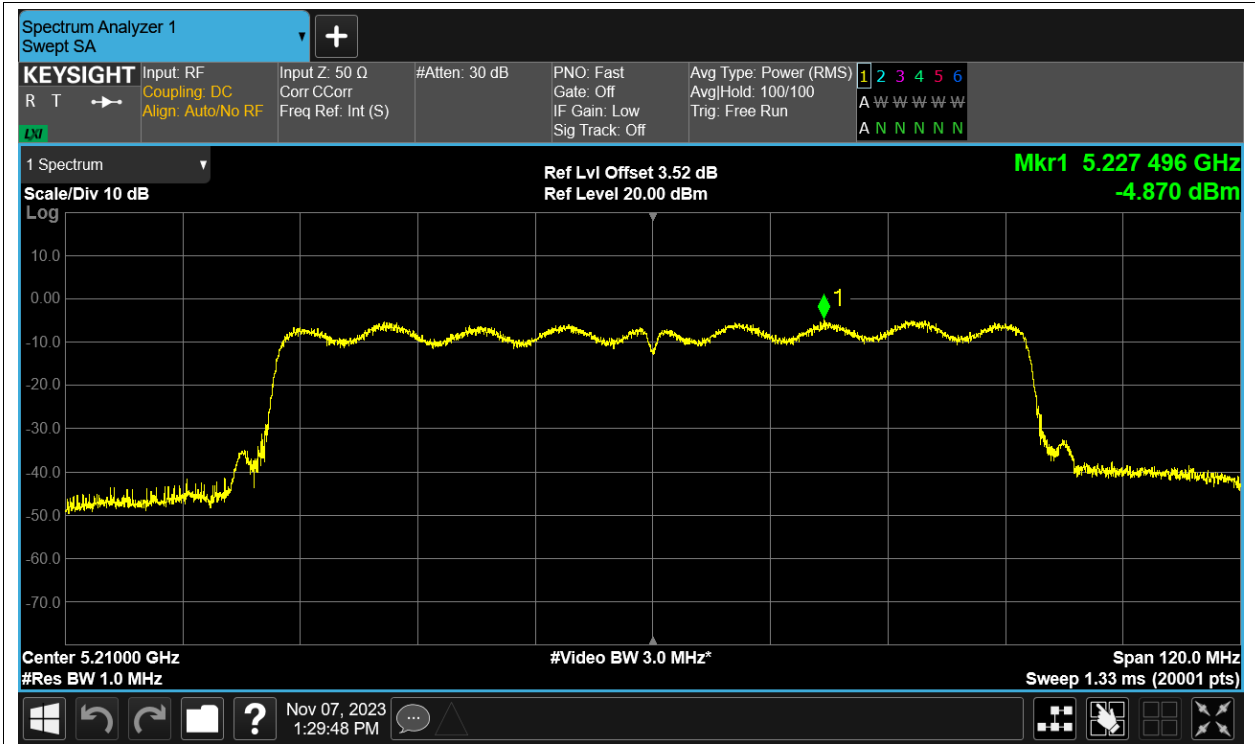 Spectrum Analyzer 1
Swept SA
KEYSIGHT
R T
LXI
Input: RF
Coupling: DC
Align: Auto/No RF
Input Z: 50 Ω
Corr CCorr
Freq Ref: Int (S)
#Atten: 30 dB
PNO: Fast
Gate: Off
IF Gain: Low
Sig Track: Off
Avg Type: Power (RMS)
Avg|Hold: 100/100
Trig: Free Run
1 2 3 4 5 6
A W W W W W
A N N N N N
1 Spectrum
Scale/Div 10 dB
Log
Ref Lvl Offset 3.52 dB
Ref Level 20.00 dBm
Mkr1 5.227 496 GHz
-4.870 dBm
10.0
0.00
-10.0
-20.0
-30.0
-40.0
-50.0
-60.0
-70.0
1
Center 5.21000 GHz
#Video BW 3.0 MHz*
Span 120.0 MHz
#Res BW 1.0 MHz
Sweep 1.33 ms (20001 pts)
?
Nov 07, 2023
1:29:48 PM